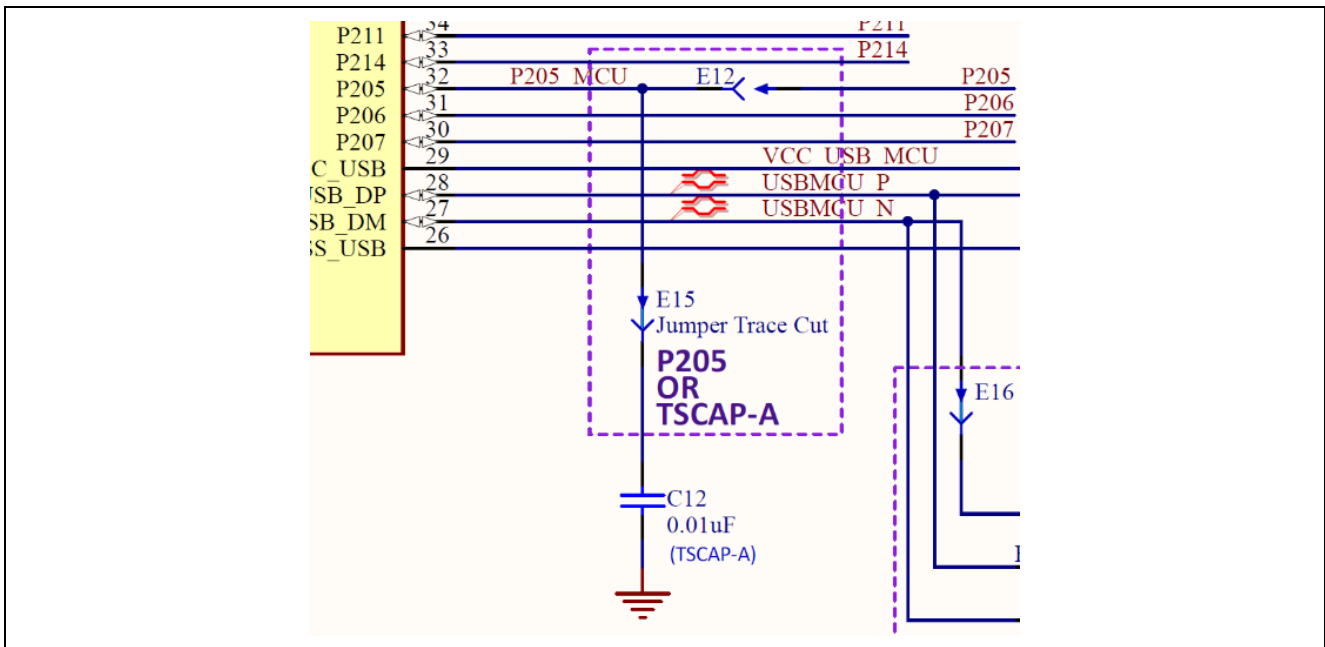 P211 34 P211
P214 33 P214
P205 32 P205_MCU E12 P205
P206 31 P206
P207 30 P207
C_USB 29 VCC_USB_MCU
USB_DP 28 USBMCU_P
SB_DM 27 USBMCU_N
SS_USB 26
E15
Jumper Trace Cut
P205
OR
TSCAP-A
E16
C12
0.01uF
(TSCAP-A)